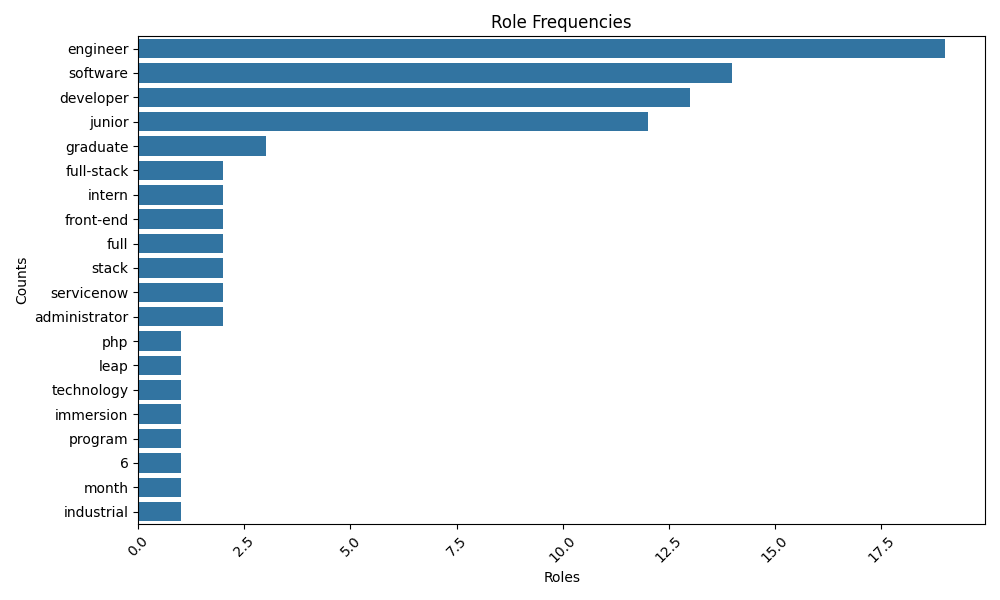 Role Frequencies
engineer
software
developer
junior
graduate
full-stack
intern
front-end
full
stack
servicenow
administrator
php
leap
technology
immersion
program
6
month
industrial
Counts
0.0
2.5
5.0
7.5
10.0
12.5
15.0
17.5
Roles